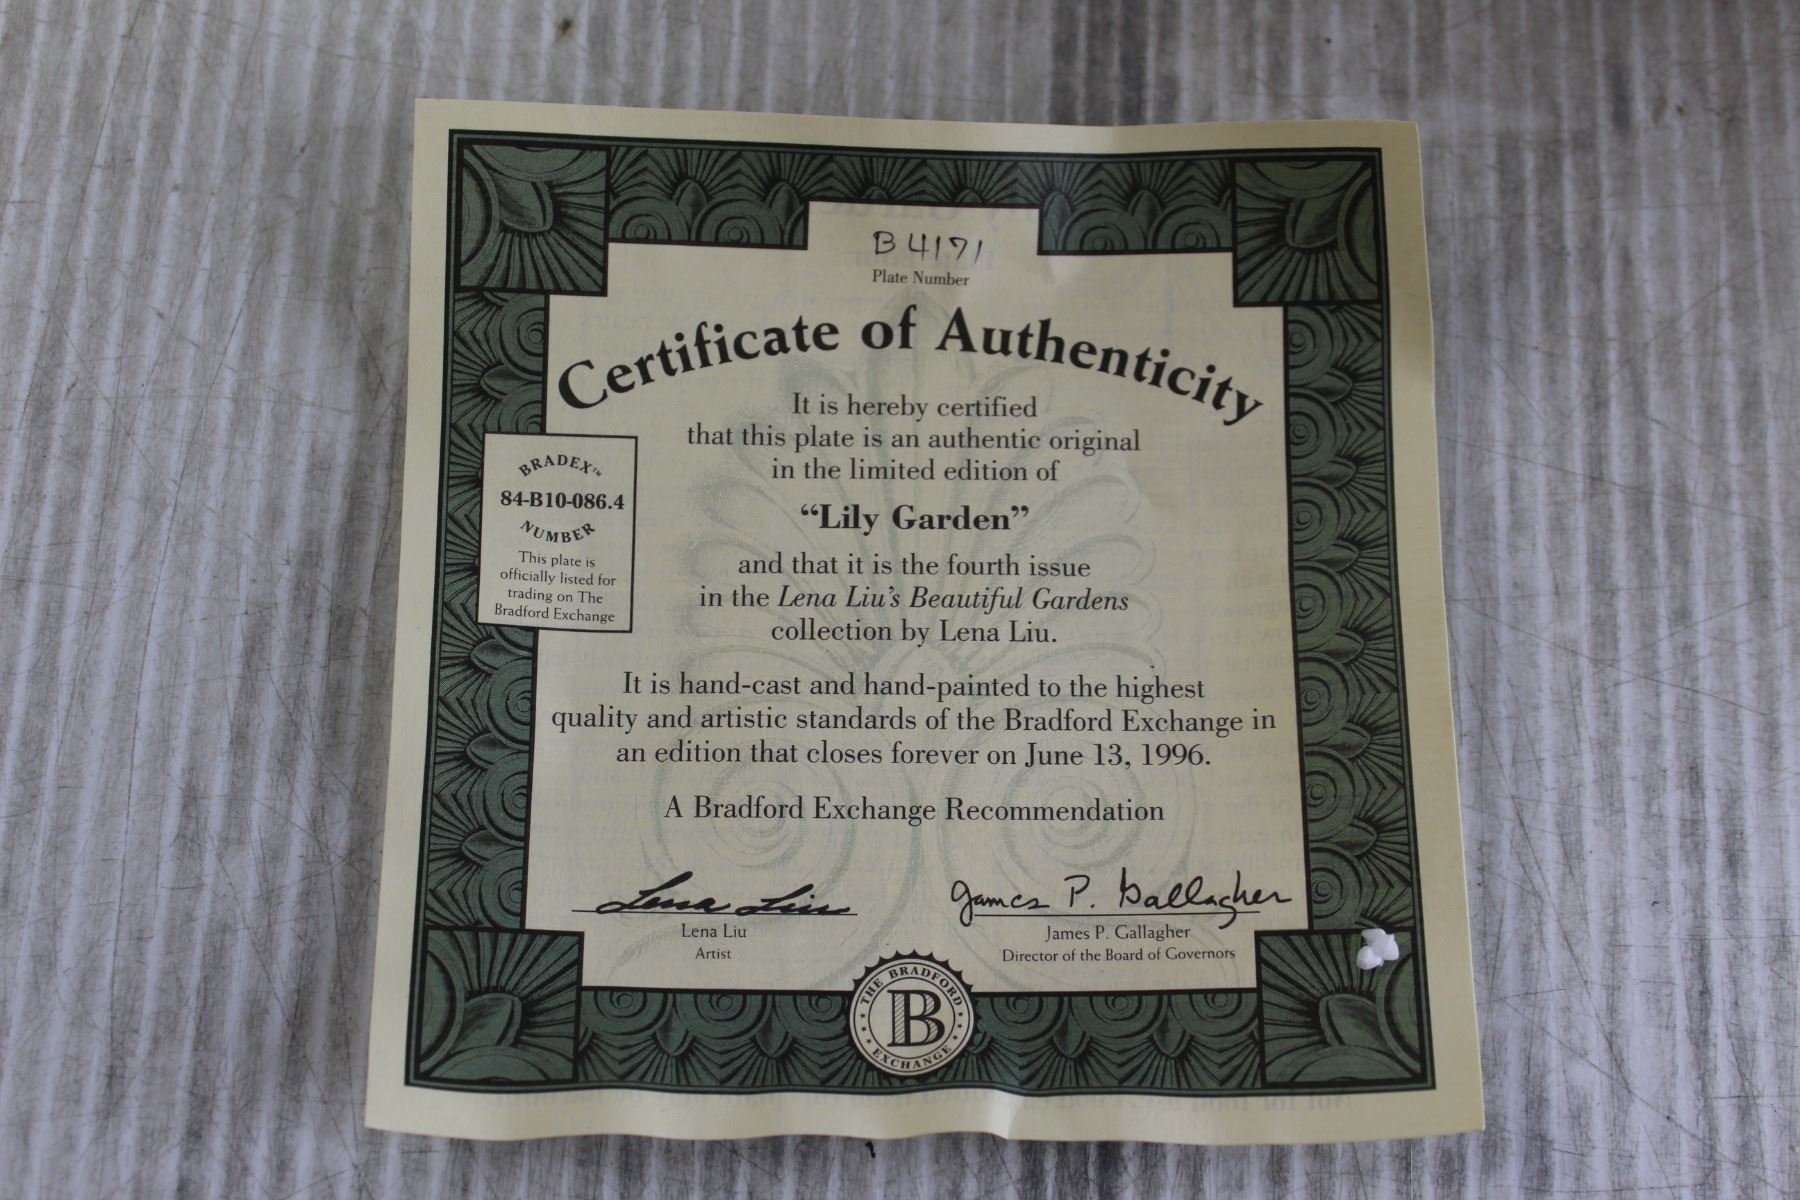 B4171
Plate Number
Certificate of Authenticity
It is hereby certified
that this plate is an authentic original
in the limited edition of
“Lily Garden”
and that it is the fourth issue
in the Lena Liu’s Beautiful Gardens
collection by Lena Liu.
It is hand-cast and hand-painted to the highest
quality and artistic standards of the Bradford Exchange in
an edition that closes forever on June 13, 1996.
A Bradford Exchange Recommendation
BRADEX™
84-B10-086.4
NUMBER
This plate is
officially listed for
trading on The
Bradford Exchange
Lena Liu
Lena Liu
Artist
James P. Gallagher
James P. Gallagher
Director of the Board of Governors
THE BRADFORD
B
EXCHANGE